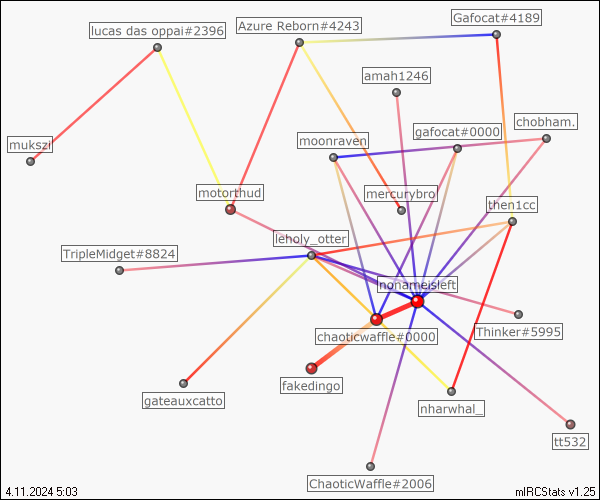 Gafocat#4189
Azure Reborn#4243
lucas das oppai#2396
amah1246
chobham.
gafocat#0000
moonraven
mukszi
motorthud
mercurybro
then1cc
leholy_otter
TripleMidget#8824
nonameisleft
Thinker#5995
chaoticwaffle#0000
fakedingo
gateauxcatto
nharwhal_
tt532
ChaoticWaffle#2006
4.11.2024 5:03
mIRCStats v1.25